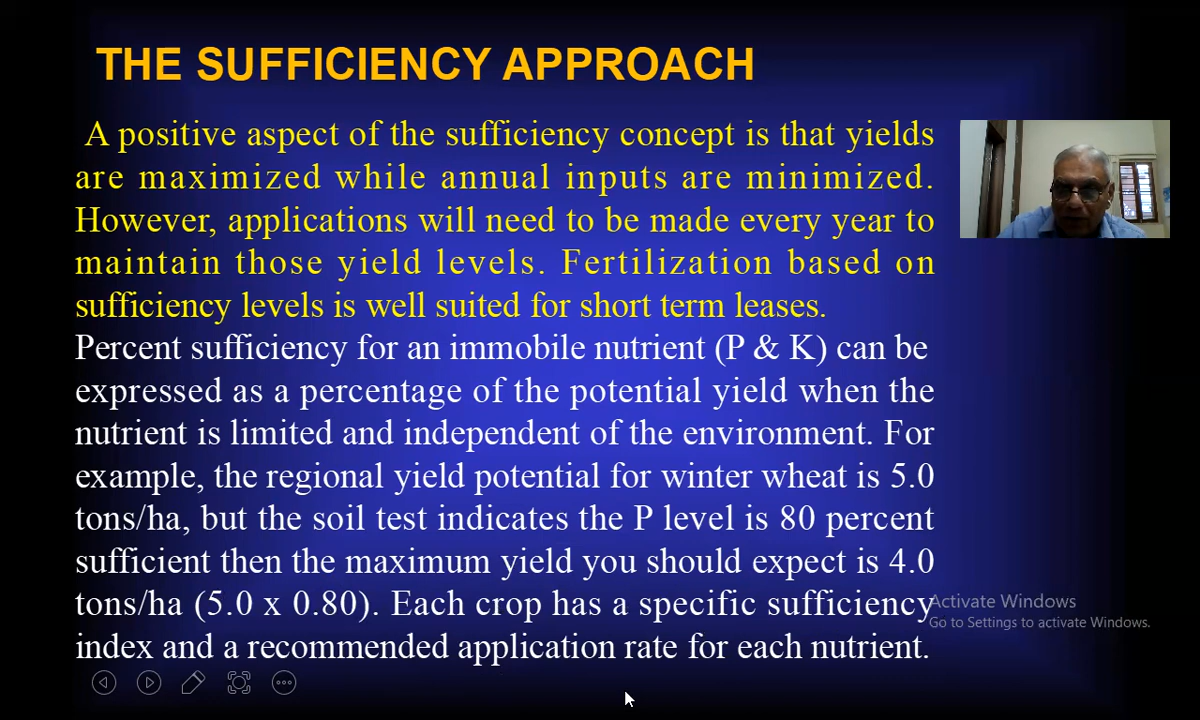 THE SUFFICIENCY APPROACH
A positive aspect of the sufficiency concept is that yields
are maximized while annual inputs are minimized.
However, applications will need to be made every year to
maintain those yield levels. Fertilization based on
sufficiency levels is well suited for short term leases.
Percent sufficiency for an immobile nutrient (P & K) can be
expressed as a percentage of the potential yield when the
nutrient is limited and independent of the environment. For
example, the regional yield potential for winter wheat is 5.0
tons/ha, but the soil test indicates the P level is 80 percent
sufficient then the maximum yield you should expect is 4.0
tons/ha (5.0 x 0.80). Each crop has a specific sufficiency
index and a recommended application rate for each nutrient.
Activate Windows
Go to Settings to activate Windows.